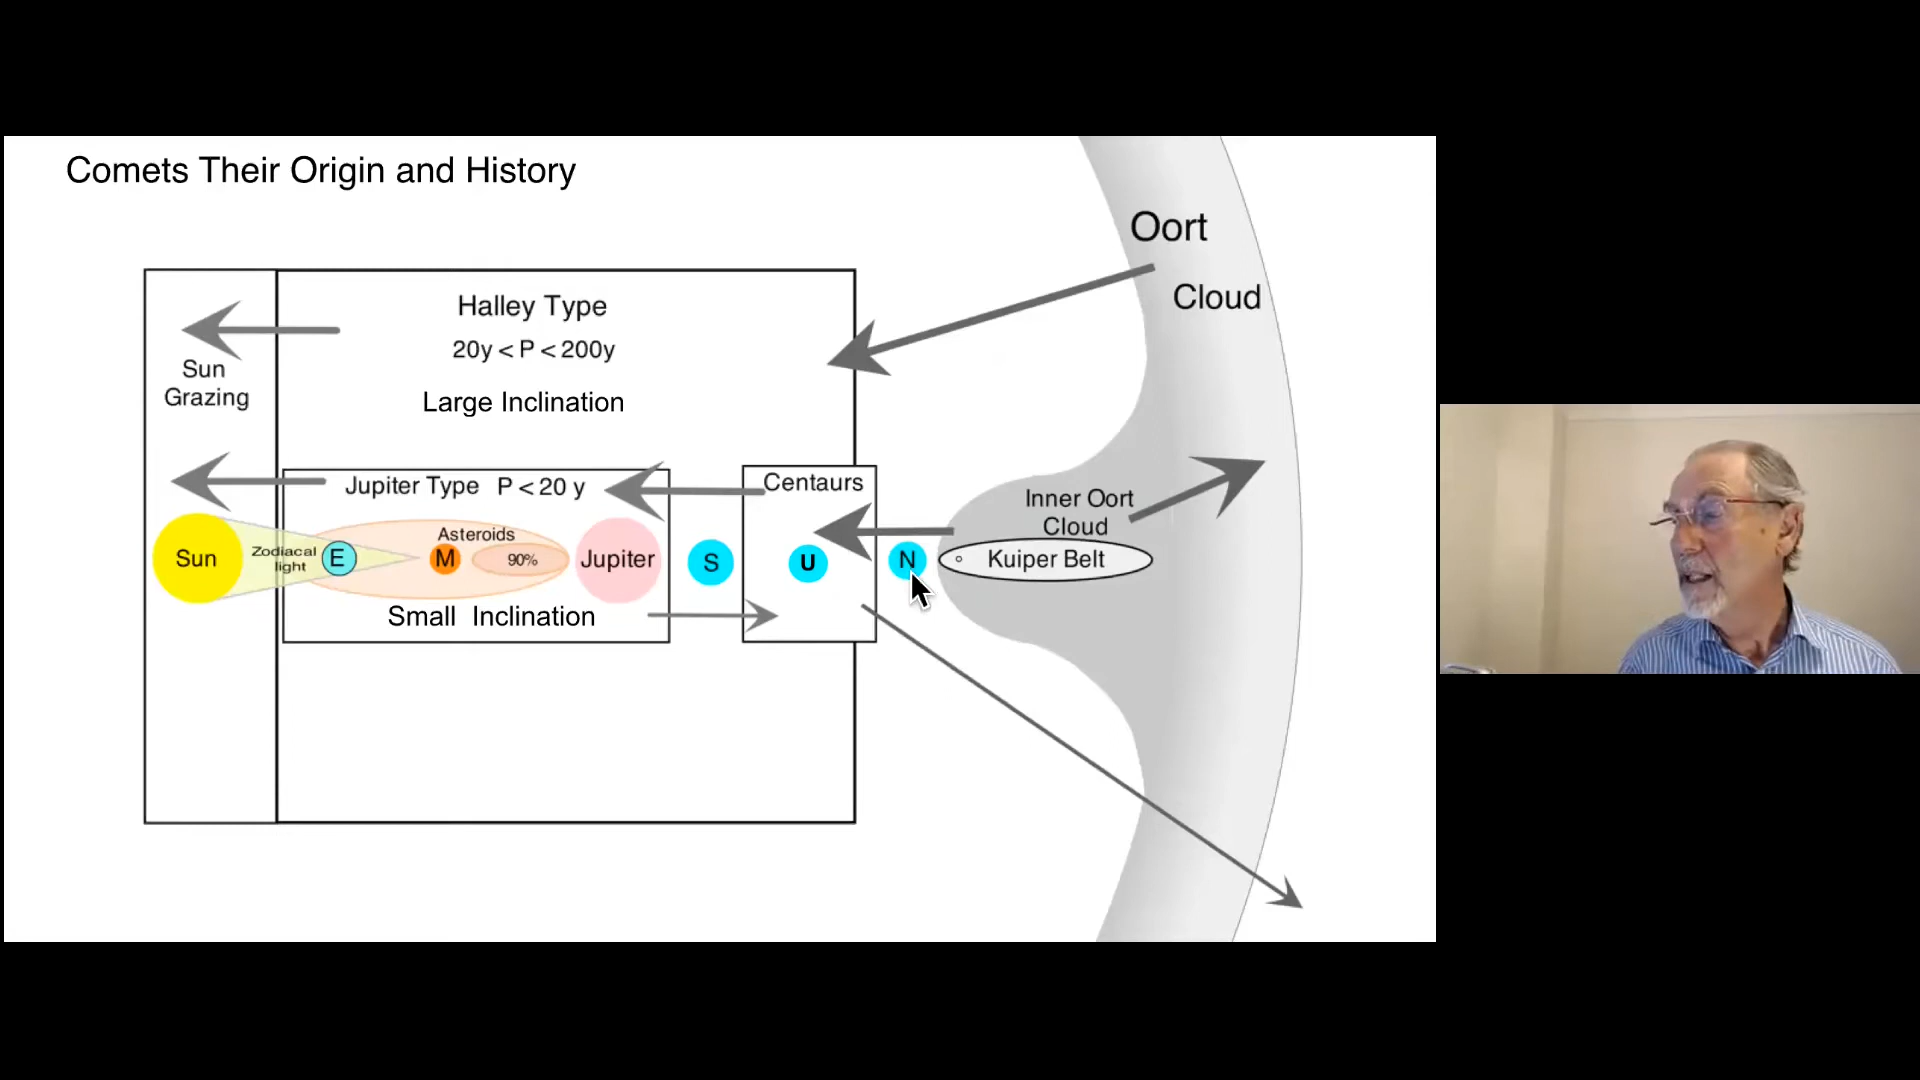 Comets Their Origin and History
Oort
Cloud
Halley Type
20y < P < 200y
Large Inclination
Sun
Grazing
Jupiter Type P < 20 y
Centaurs
Inner Oort
Cloud
Sun
Zodiacal
light
E
Asteroids
M
90%
Jupiter
S
U
N
Kuiper Belt
Small Inclination